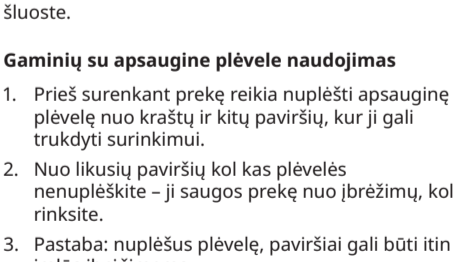 šluoste.
Gaminių su apsaugine plėvele naudojimas
1. Prieš surenkant prekę reikia nuplėšti apsauginę
plėvelę nuo kraštų ir kitų paviršių, kur ji gali
trukdyti surinkimui.
2. Nuo likusių paviršių kol kas plėvelės
nenuplėškite – ji saugos prekę nuo įbrėžimų, kol
rinksite.
3. Pastaba: nuplėšus plėvelę, paviršiai gali būti itin